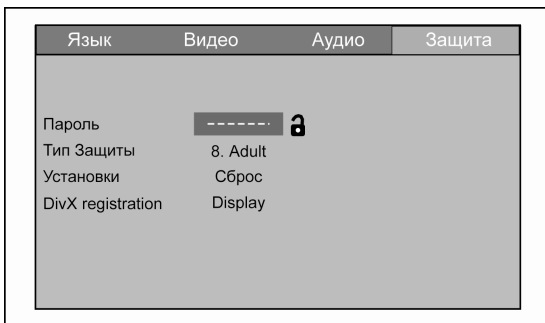 Язык Видео Аудио Защита
Пароль ------
Тип Защиты 8. Adult
Установки Сброс
DivX registration Display